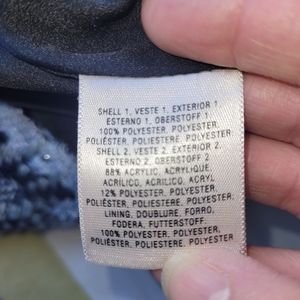 SHELL 1, VESTE 1, EXTERIOR 1
ESTERNO 1, OBERSTOFF 1
100% POLYESTER, POLYESTER,
POLIÉSTER, POLIESTERE, POLYESTER.
SHELL 2, VESTE 2, EXTERIOR 2,
ESTERNO 2, OBERSTOFF 2
88% ACRYLIC, ACRYLIQUE,
ACRÍLICO, ACRILICO, ACRYL
12% POLYESTER, POLYESTER,
POLIÉSTER, POLIESTERE, POLYESTER.
LINING, DOUBLURE, FORRO,
FODERA, FUTTERSTOFF:
100% POLYESTER, POLYESTER,
POLIÉSTER, POLIESTERE, POLYESTER